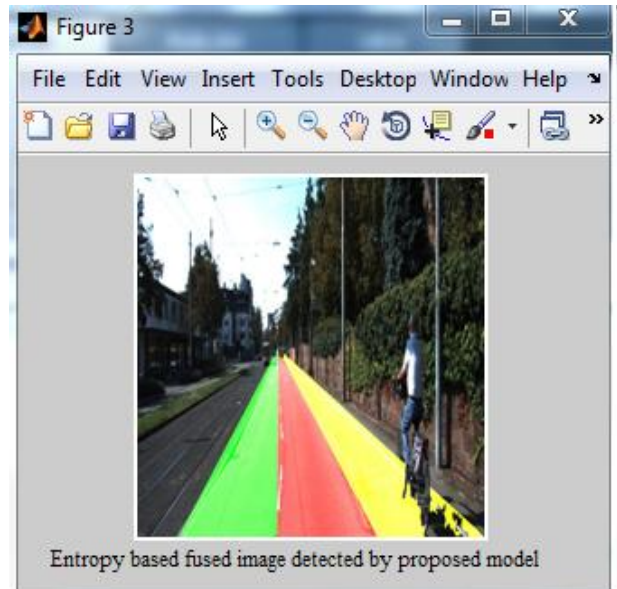 Figure 3
File Edit View Insert Tools Desktop Window Help
Entropy based fused image detected by proposed model